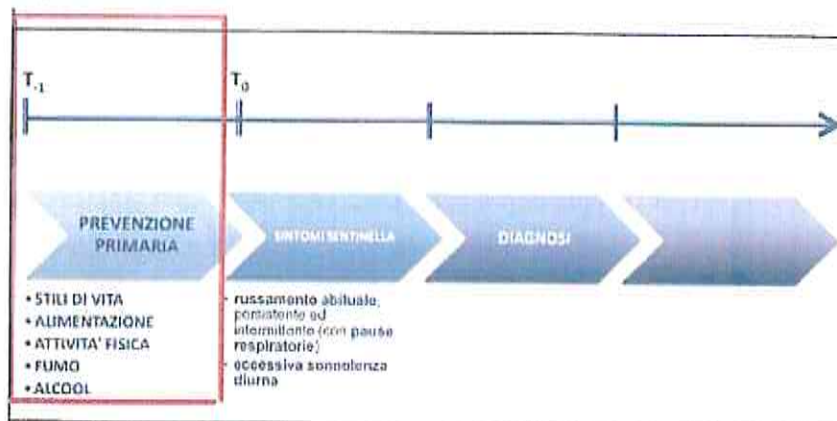 T-1
T0
PREVENZIONE
PRIMARIA
SINTOMI SENTINELLA
DIAGNOSI
• STILI DI VITA
• ALIMENTAZIONE
• ATTIVITA' FISICA
• FUMO
• ALCOOL
- russamento abituale,
persistente ed
intermittente (con pause
respiratorie)
- eccessiva sonnolenza
diurna